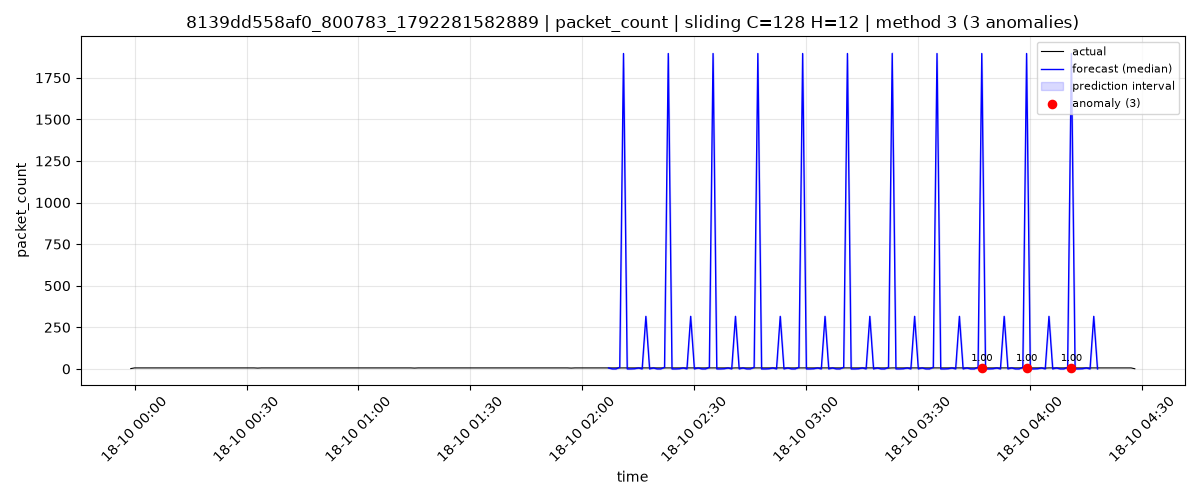 8139dd558af0_800783_1792281582889 | packet_count | sliding C=128 H=12 | method 3 (3 anomalies)
actual
forecast (median)
prediction interval
anomaly (3)
packet_count
1750
1500
1250
1000
750
500
250
0
1.00 1.00 1.00
18-10 00:00 18-10 00:30 18-10 01:00 18-10 01:30 18-10 02:00 18-10 02:30 18-10 03:00 18-10 03:30 18-10 04:00 18-10 04:30
time